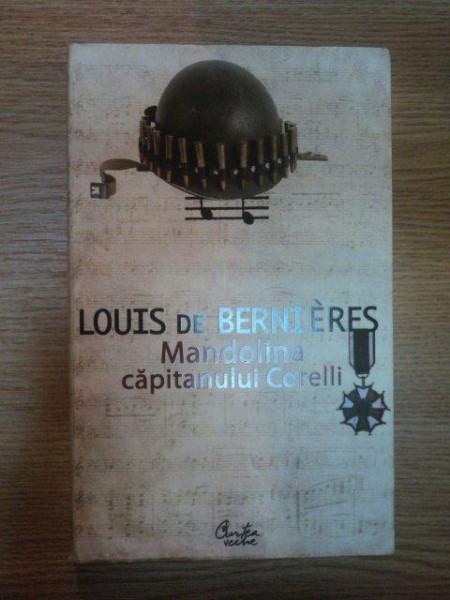 LOUIS DE BERNIÈRES
Mandolina
căpitanului Corelli
Curtea
veche